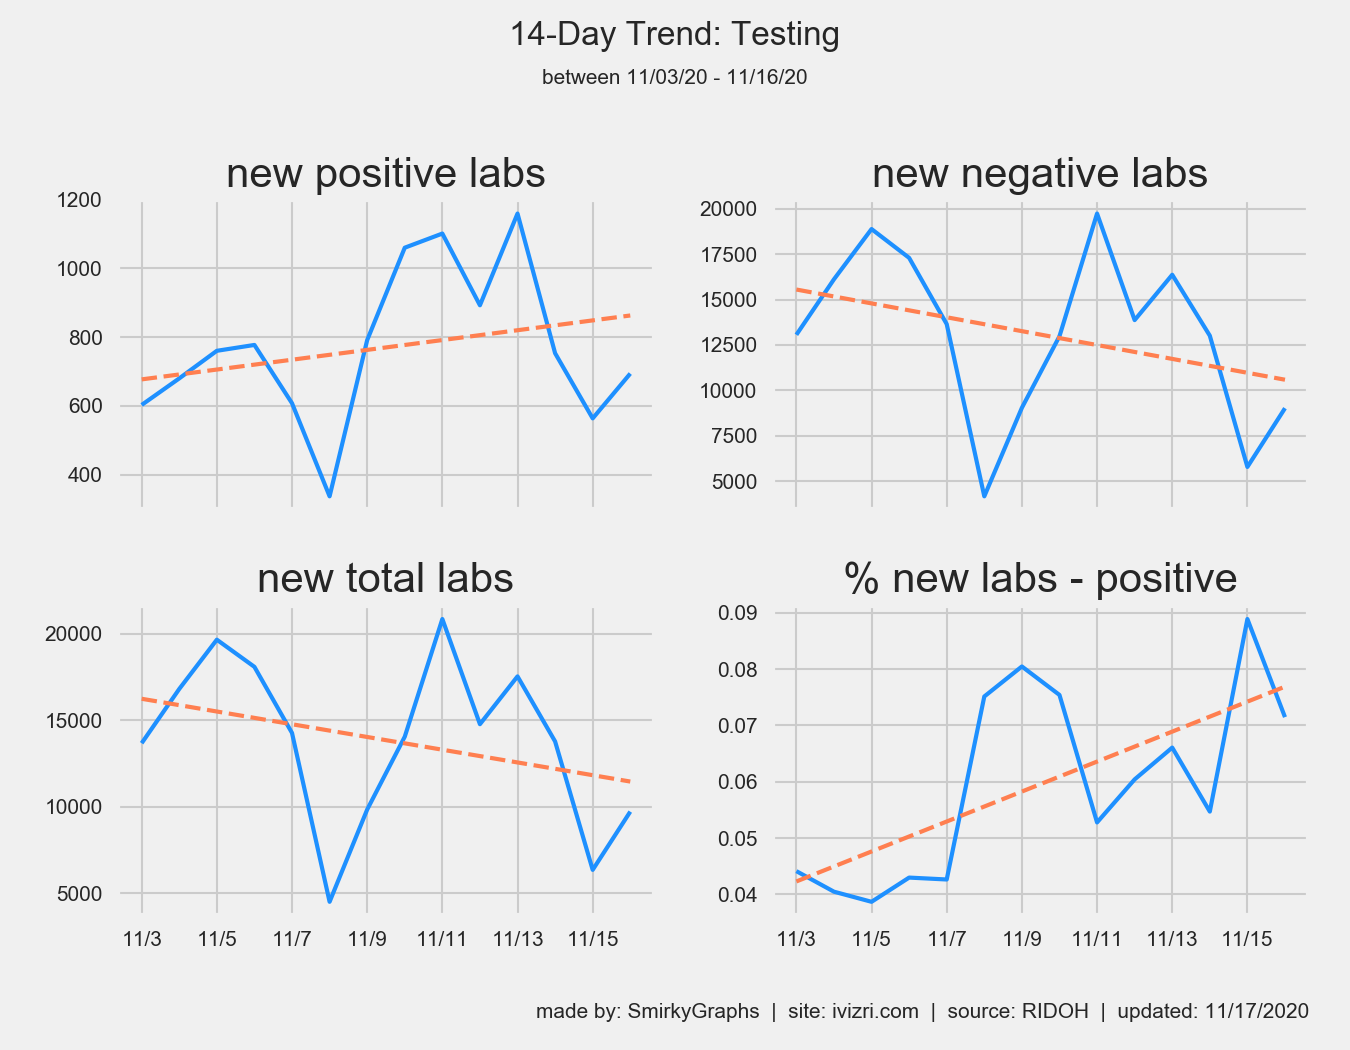 14-Day Trend: Testing
between 11/03/20 - 11/16/20
new positive labs
1200
1000
800
600
400
new negative labs
20000
17500
15000
12500
10000
7500
5000
new total labs
20000
15000
10000
5000
11/3 11/5 11/7 11/9 11/11 11/13 11/15
% new labs - positive
0.09
0.08
0.07
0.06
0.05
0.04
11/3 11/5 11/7 11/9 11/11 11/13 11/15
made by: SmirkyGraphs | site: ivizri.com | source: RIDOH | updated: 11/17/2020